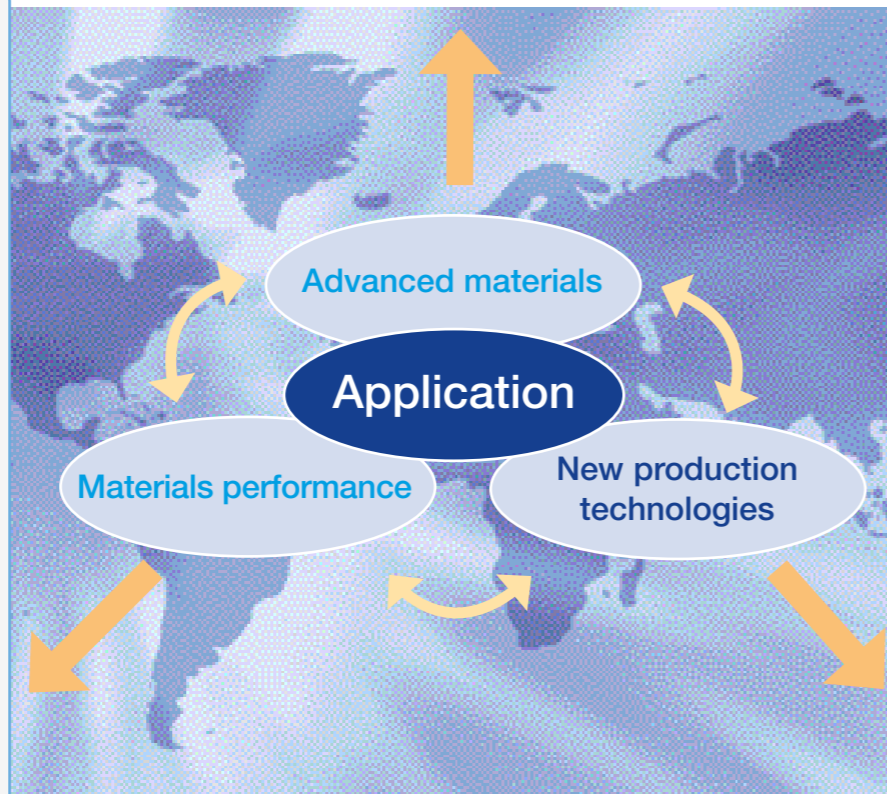 Advanced materials
Application
Materials performance
New production
technologies